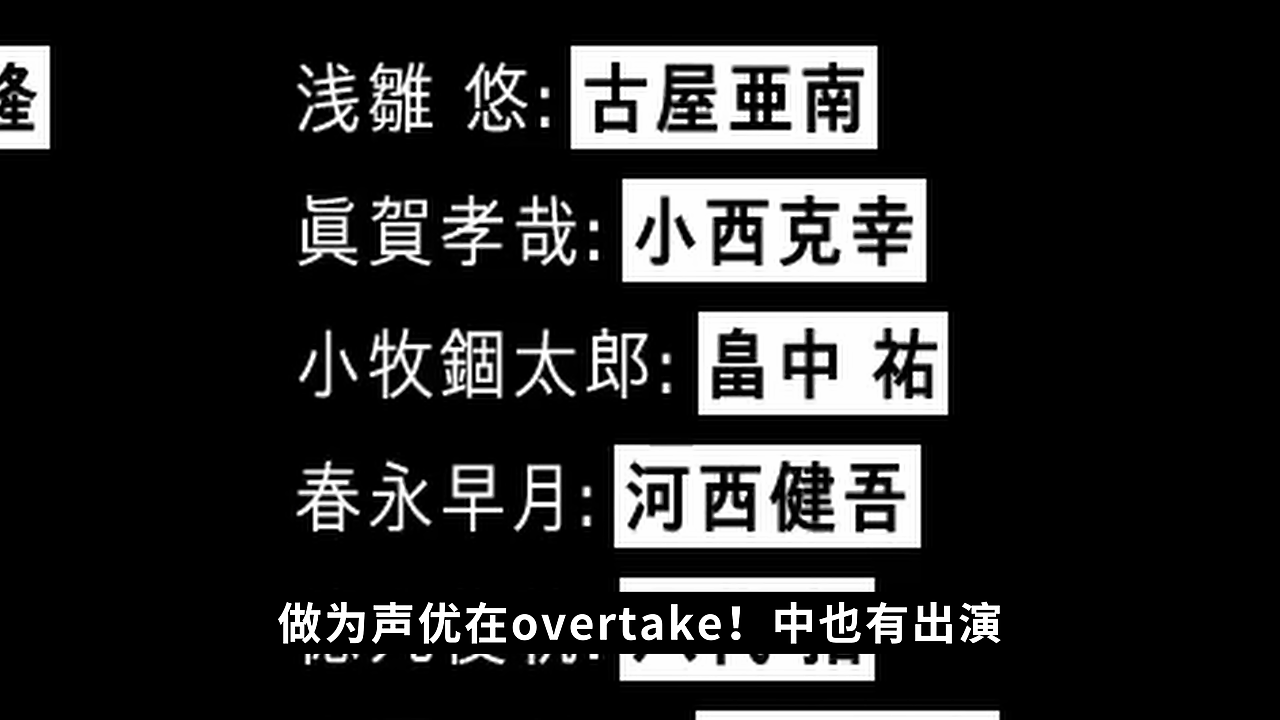 隆
浅雛 悠: 古屋亜南
眞賀孝哉: 小西克幸
小牧錮太郎: 畠中 祐
春永早月: 河西健吾
做为声优在overtake！中也有出演